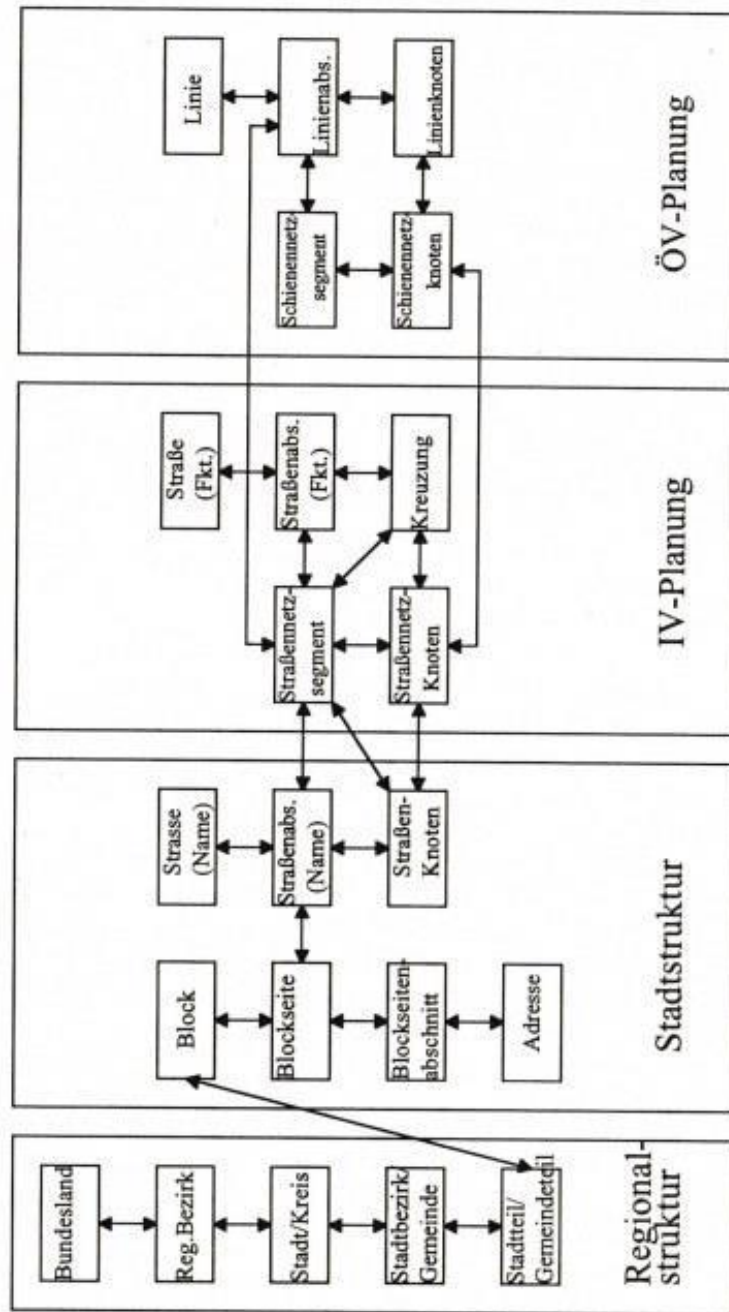 Bundesland
Reg.Bezirk
Stadt/Kreis
Stadtbezirk/
Gemeinde
Stadtteil/
Gemeindeteil
Regional-
struktur
Block
Blockseite
Blockseiten-
abschnitt
Adresse
Strasse
(Name)
Straßenabs.
(Name)
Straßen-
Knoten
Stadtstruktur
Straßennetz-
segment
Straßennetz-
Knoten
Straße
(Fkt.)
Straßenabs.
(Fkt.)
Kreuzung
IV-Planung
Schienennetz-
segment
Schienennetz-
knoten
Linie
Linienabs.
Linienknoten
ÖV-Planung